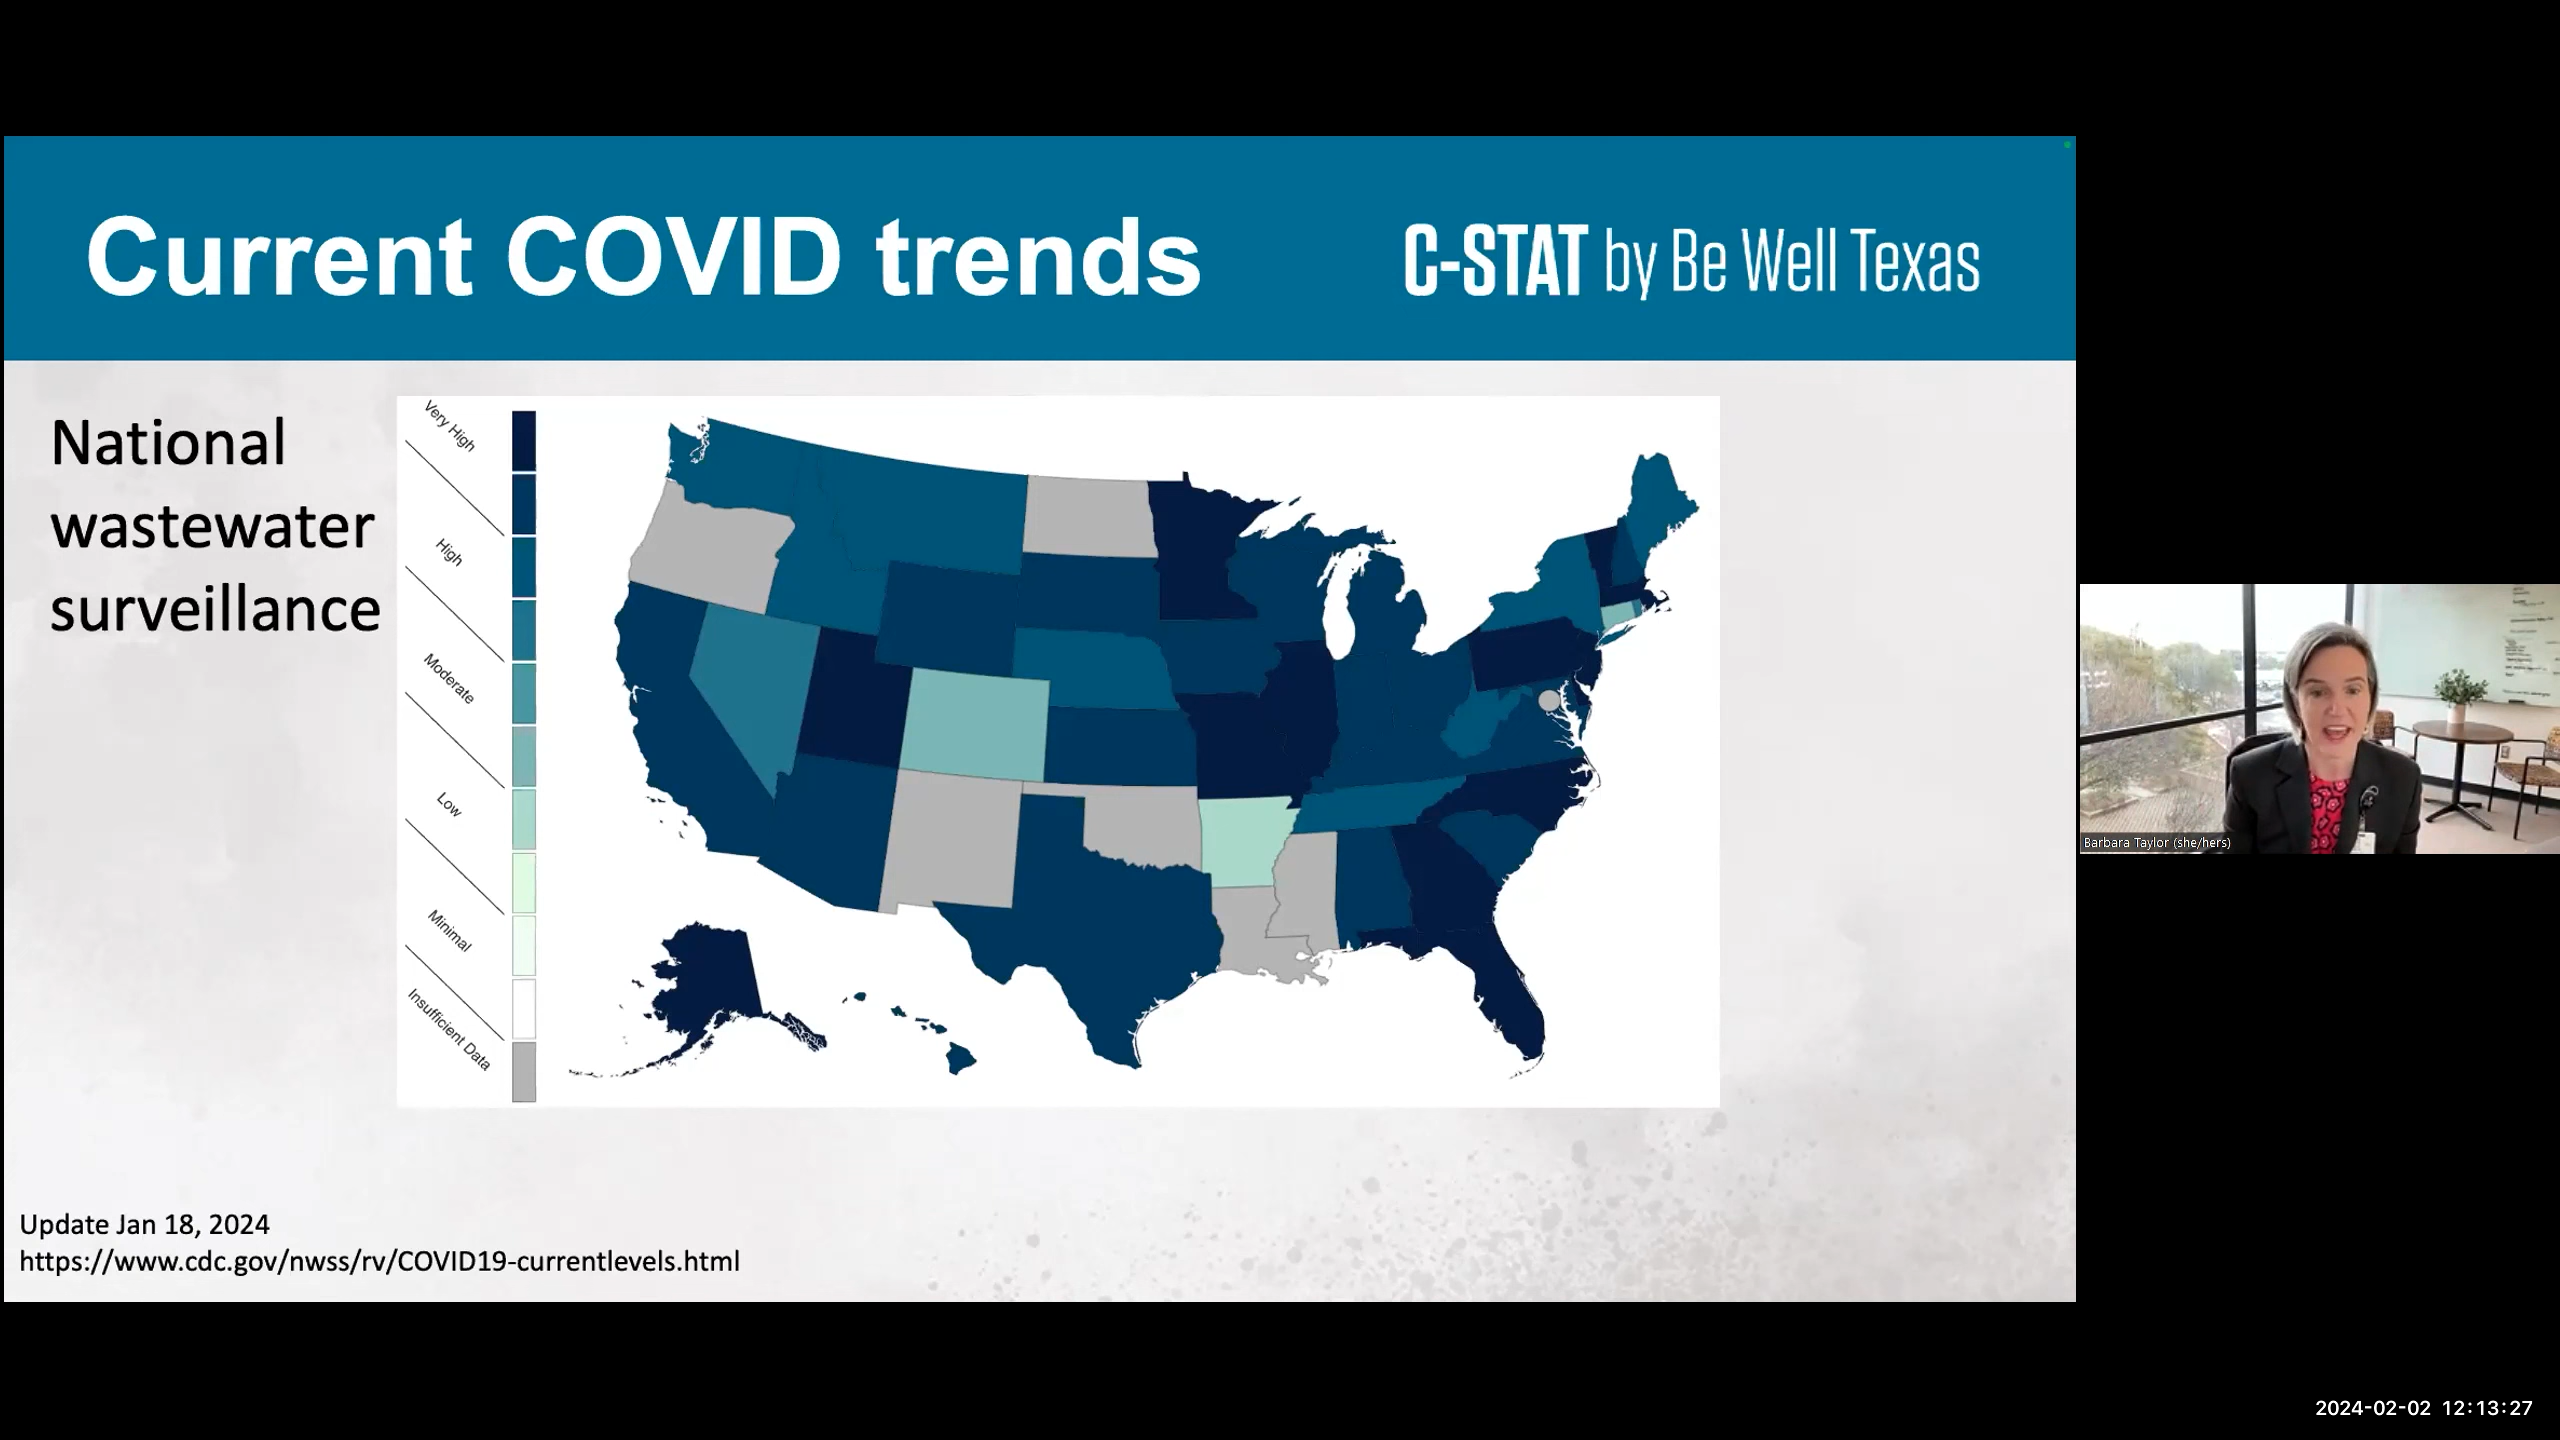 Current COVID trends
C-STAT by Be Well Texas
National
wastewater
surveillance
Very High
High
Moderate
Low
Minimal
Insufficient Data
Update Jan 18, 2024
https://www.cdc.gov/nwss/rv/COVID19-currentlevels.html
Barbara Taylor (she/hers)
2024-02-02 12:13:27